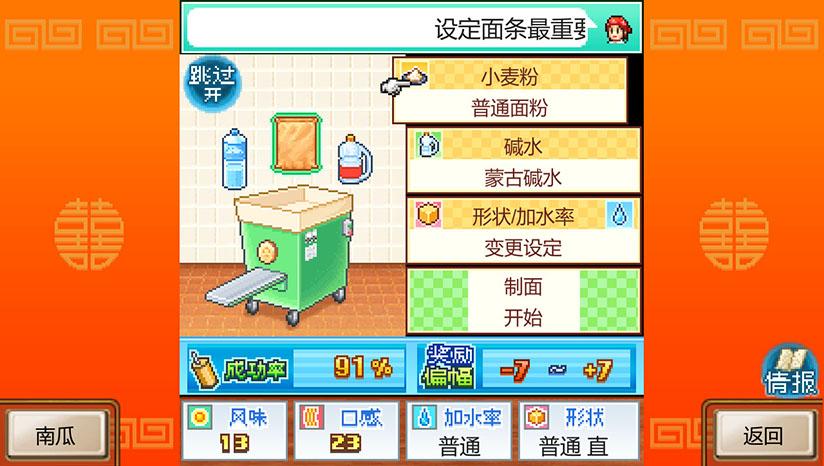 设定面条最重要
跳过
开
小麦粉
普通面粉
碱水
蒙古碱水
形状/加水率
变更设定
制面
开始
成功率 91%
奖励偏幅 -7 ~ +7
情报
风味 13
口感 23
加水率 普通
形状 普通 直
南瓜
返回